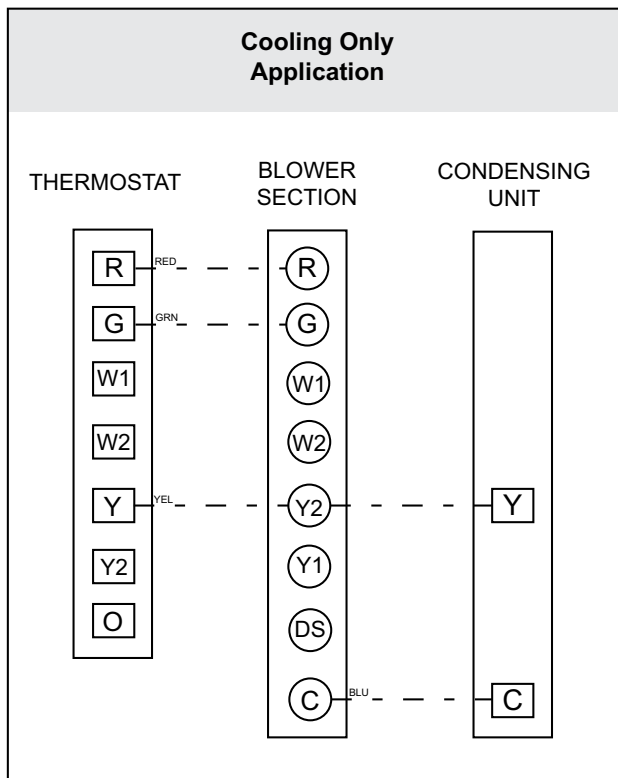 Cooling Only
Application
THERMOSTAT
BLOWER
SECTION
CONDENSING
UNIT
R RED R
G GRN G
W1 W1
W2 W2
Y YEL Y2 Y
Y2 Y1
O DS
C BLU C